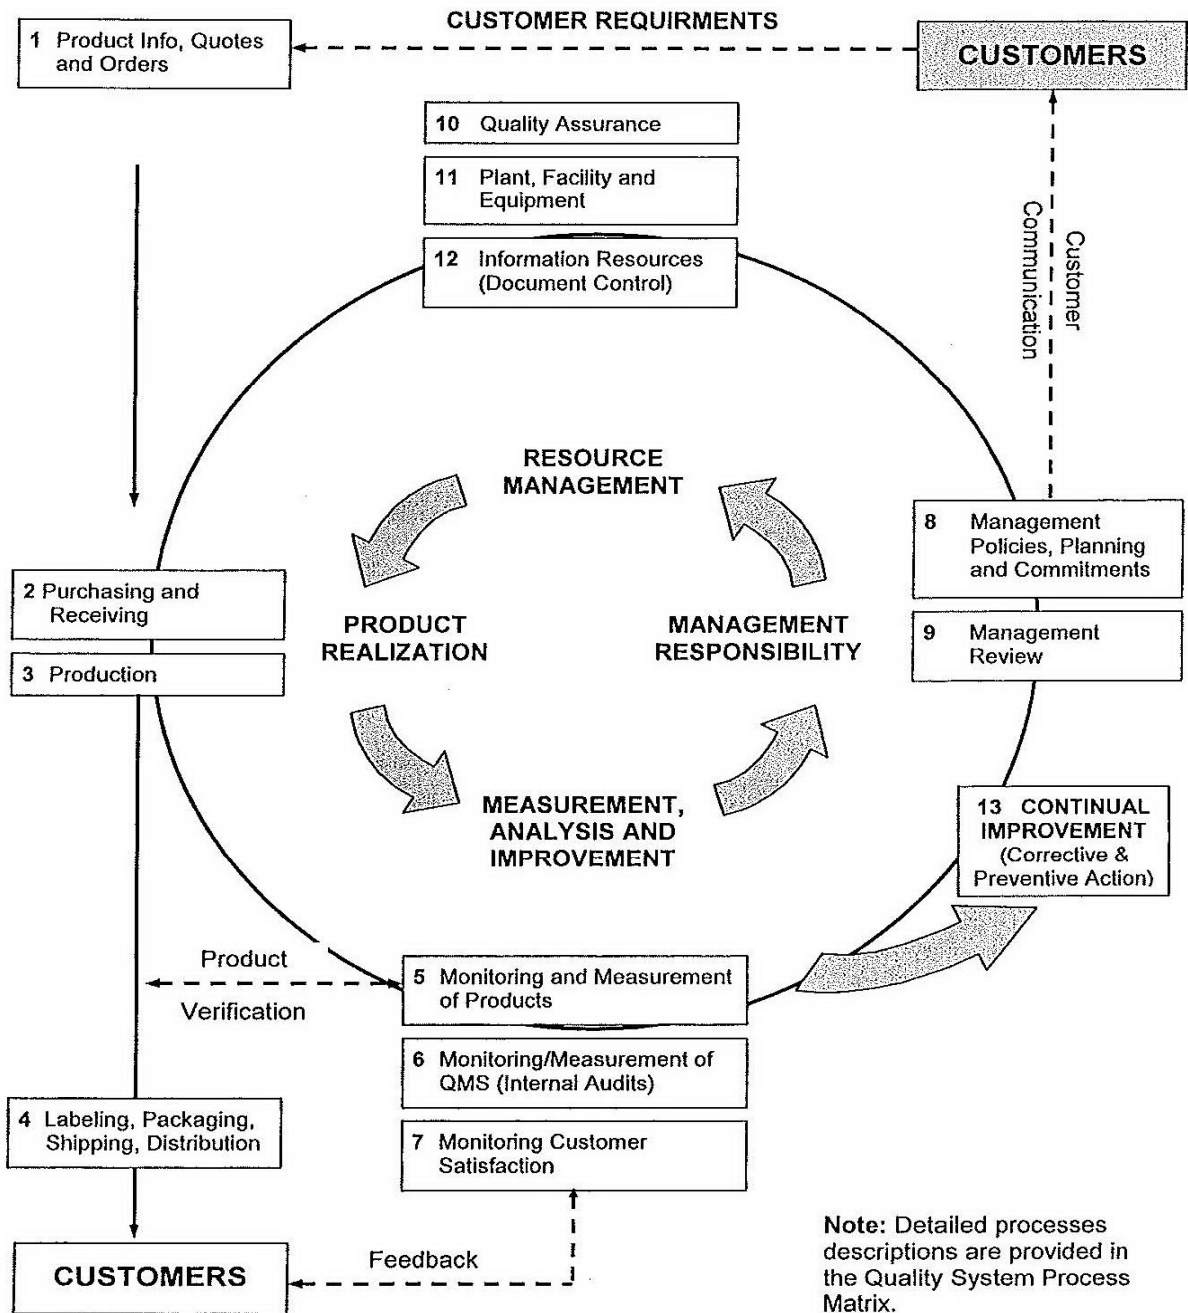 CUSTOMER REQUIRMENTS
1 Product Info, Quotes
and Orders
CUSTOMERS
10 Quality Assurance
11 Plant, Facility and
Equipment
12 Information Resources
(Document Control)
Customer
Communication
RESOURCE
MANAGEMENT
8 Management
Policies, Planning
and Commitments
2 Purchasing and
Receiving
PRODUCT
REALIZATION
MANAGEMENT
RESPONSIBILITY
9 Management
Review
3 Production
MEASUREMENT,
ANALYSIS AND
IMPROVEMENT
13 CONTINUAL
IMPROVEMENT
(Corrective &
Preventive Action)
Product
Verification
5 Monitoring and Measurement
of Products
6 Monitoring/Measurement of
QMS (Internal Audits)
4 Labeling, Packaging,
Shipping, Distribution
7 Monitoring Customer
Satisfaction
Feedback
CUSTOMERS
Note: Detailed processes
descriptions are provided in
the Quality System Process
Matrix.